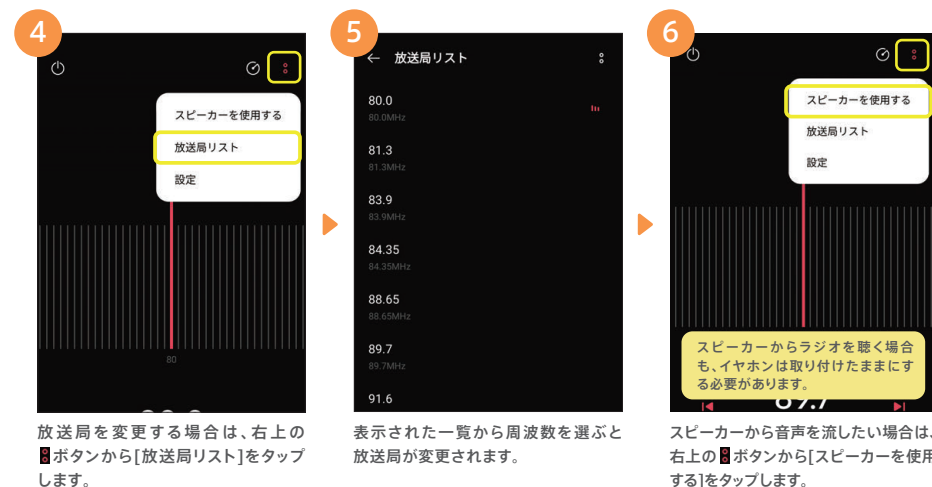 4
スピーカーを使用する
放送局リスト
設定
80
放送局を変更する場合は、右上の
ボタンから[放送局リスト]をタップ
します。
5
← 放送局リスト
80.0
80.0MHz
81.3
81.3MHz
83.9
83.9MHz
84.35
84.35MHz
88.65
88.65MHz
89.7
89.7MHz
91.6
表示された一覧から周波数を選ぶと
放送局が変更されます。
6
スピーカーを使用する
放送局リスト
設定
スピーカーからラジオを聴く場合
も、イヤホンは取り付けたままにす
る必要があります。
89.7
スピーカーから音声を流したい場合は、
右上の ボタンから[スピーカーを使用
する]をタップします。